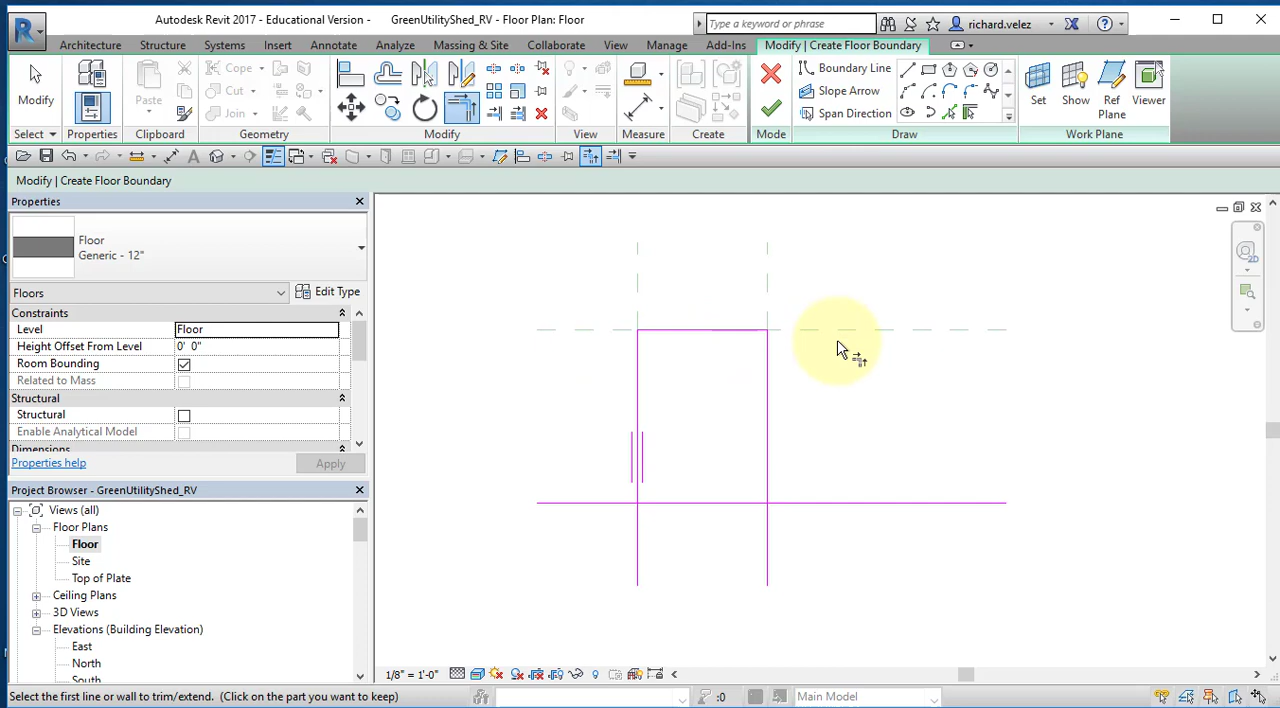 Autodesk Revit 2017 - Educational Version - GreenUtilityShed_RV - Floor Plan: Floor
Type a keyword or phrase
richard.velez
Architecture Structure Systems Insert Annotate Analyze Massing & Site Collaborate View Manage Add-Ins Modify | Create Floor Boundary
Cope
Boundary Line
Cut
Slope Arrow
Modify
Paste
Join
Span Direction
Set Show Ref Plane Viewer
Select Properties Clipboard Geometry Modify View Measure Create Mode Draw Work Plane
Modify | Create Floor Boundary
Properties
Floor
Generic - 12"
Floors
Edit Type
Constraints
Level Floor
Height Offset From Level 0' 0"
Room Bounding
Related to Mass
Structural
Structural
Enable Analytical Model
Dimensions
Properties help
Apply
Project Browser - GreenUtilityShed_RV
Views (all)
Floor Plans
Floor
Site
Top of Plate
Ceiling Plans
3D Views
Elevations (Building Elevation)
East
North
South
2D
1/8" = 1'-0"
Select the first line or wall to trim/extend. (Click on the part you want to keep)
:0
Main Model